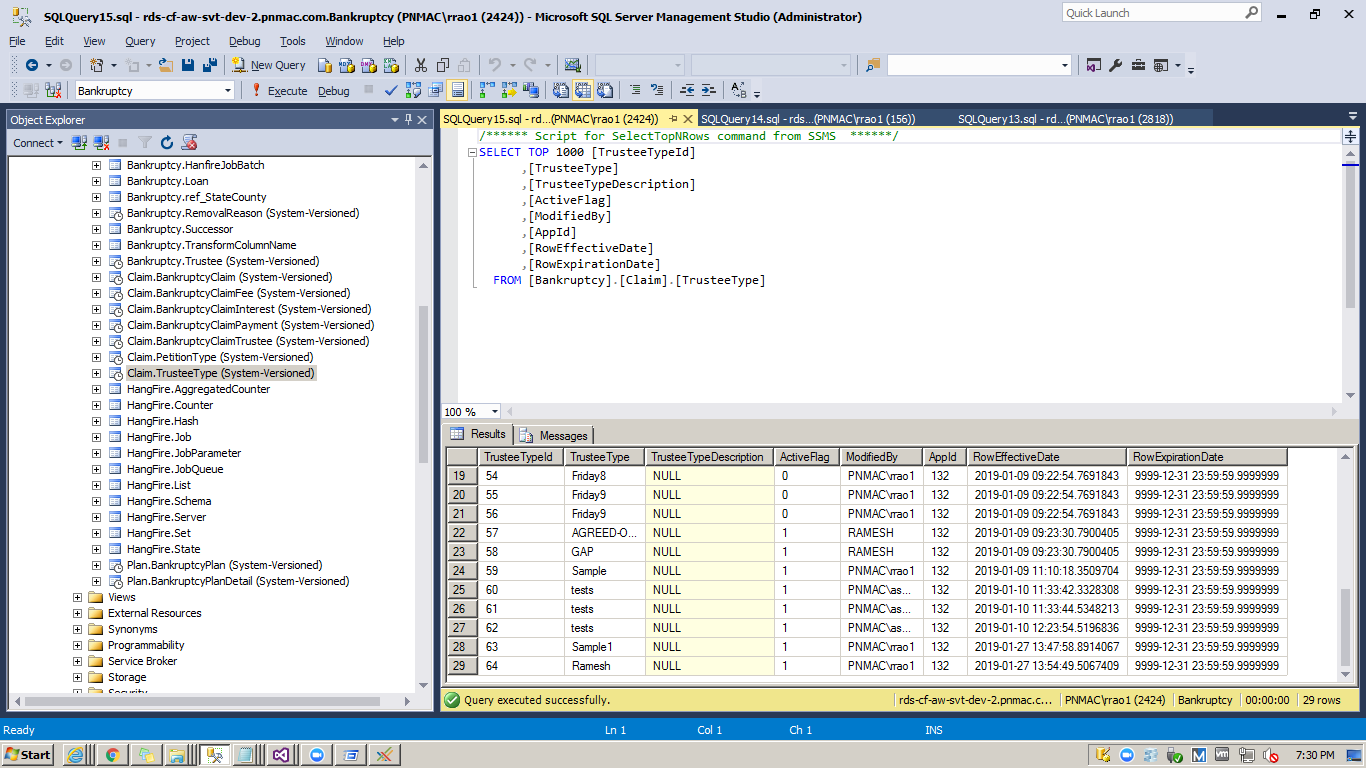 SQLQuery15.sql - rds-cf-aw-svt-dev-2.pnmac.com.Bankruptcy (PNMAC\rrao1 (2424)) - Microsoft SQL Server Management Studio (Administrator)
Quick Launch
File Edit View Query Project Debug Tools Window Help
New Query
Bankruptcy
Execute Debug
Object Explorer
Connect
Bankruptcy.HanfireJobBatch
Bankruptcy.Loan
Bankruptcy.ref_StateCounty
Bankruptcy.RemovalReason (System-Versioned)
Bankruptcy.Successor
Bankruptcy.TransformColumnName
Bankruptcy.Trustee (System-Versioned)
Claim.BankruptcyClaim (System-Versioned)
Claim.BankruptcyClaimFee (System-Versioned)
Claim.BankruptcyClaimInterest (System-Versioned)
Claim.BankruptcyClaimPayment (System-Versioned)
Claim.BankruptcyClaimTrustee (System-Versioned)
Claim.PetitionType (System-Versioned)
Claim.TrusteeType (System-Versioned)
HangFire.AggregatedCounter
HangFire.Counter
HangFire.Hash
HangFire.Job
HangFire.JobParameter
HangFire.JobQueue
HangFire.List
HangFire.Schema
HangFire.Server
HangFire.Set
HangFire.State
Plan.BankruptcyPlan (System-Versioned)
Plan.BankruptcyPlanDetail (System-Versioned)
Views
External Resources
Synonyms
Programmability
Service Broker
Storage
Security
SQLQuery15.sql - rd...(PNMAC\rrao1 (2424)) SQLQuery14.sql - rds...(PNMAC\rrao1 (156)) SQLQuery13.sql - rd...(PNMAC\rrao1 (2818))
/****** Script for SelectTopNRows command from SSMS ******/
SELECT TOP 1000 [TrusteeTypeId]
,[TrusteeType]
,[TrusteeTypeDescription]
,[ActiveFlag]
,[ModifiedBy]
,[AppId]
,[RowEffectiveDate]
,[RowExpirationDate]
FROM [Bankruptcy].[Claim].[TrusteeType]
100 %
Results Messages
TrusteeTypeId TrusteeType TrusteeTypeDescription ActiveFlag ModifiedBy AppId RowEffectiveDate RowExpirationDate
19 54 Friday8 NULL 0 PNMAC\rrao1 132 2019-01-09 09:22:54.7691843 9999-12-31 23:59:59.9999999
20 55 Friday9 NULL 0 PNMAC\rrao1 132 2019-01-09 09:22:54.7691843 9999-12-31 23:59:59.9999999
21 56 Friday9 NULL 0 PNMAC\rrao1 132 2019-01-09 09:22:54.7691843 9999-12-31 23:59:59.9999999
22 57 AGREED-O... NULL 1 RAMESH 132 2019-01-09 09:23:30.7900405 9999-12-31 23:59:59.9999999
23 58 GAP NULL 1 RAMESH 132 2019-01-09 09:23:30.7900405 9999-12-31 23:59:59.9999999
24 59 Sample NULL 1 PNMAC\rrao1 132 2019-01-09 11:10:18.3509704 9999-12-31 23:59:59.9999999
25 60 tests NULL 1 PNMAC\as... 132 2019-01-10 11:33:42.3328308 9999-12-31 23:59:59.9999999
26 61 tests NULL 1 PNMAC\as... 132 2019-01-10 11:33:44.5348213 9999-12-31 23:59:59.9999999
27 62 tests NULL 1 PNMAC\as... 132 2019-01-10 12:23:54.5196836 9999-12-31 23:59:59.9999999
28 63 Sample1 NULL 1 PNMAC\rrao1 132 2019-01-27 13:47:58.8914067 9999-12-31 23:59:59.9999999
29 64 Ramesh NULL 1 PNMAC\rrao1 132 2019-01-27 13:54:49.5067409 9999-12-31 23:59:59.9999999
Query executed successfully. rds-cf-aw-svt-dev-2.pnmac.c... PNMAC\rrao1 (2424) Bankruptcy 00:00:00 29 rows
Ready Ln 1 Col 1 Ch 1 INS
Start 7:30 PM